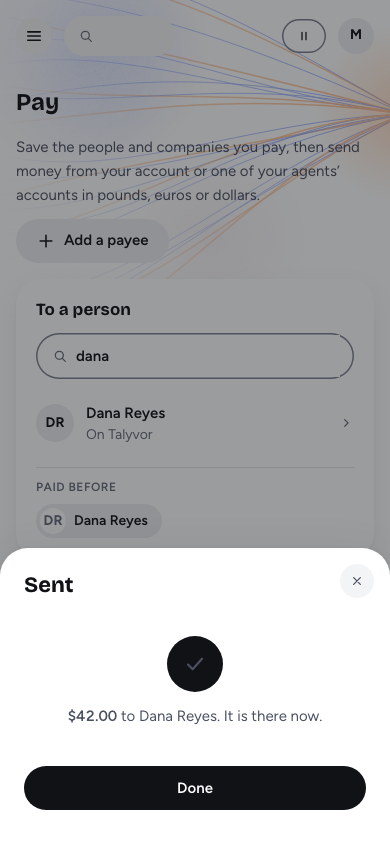 M
Pay
Save the people and companies you pay, then send
money from your account or one of your agents’
accounts in pounds, euros or dollars.
Add a payee
To a person
dana
DR
Dana Reyes
On Talyvor
PAID BEFORE
DR Dana Reyes
Sent
$42.00 to Dana Reyes. It is there now.
Done